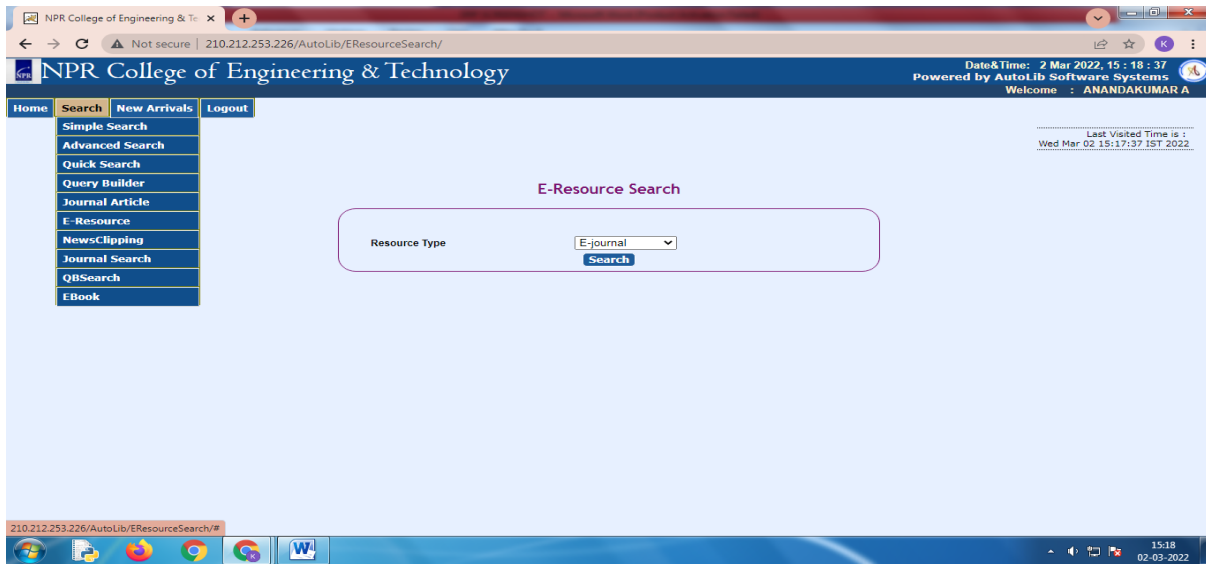 NPR College of Engineering & Te
Not secure | 210.212.253.226/AutoLib/EResourceSearch/
K
NPR
NPR College of Engineering & Technology
Date&Time: 2 Mar 2022, 15 : 18 : 37
Powered by AutoLib Software Systems
Welcome : ANANDAKUMAR A
Home Search New Arrivals Logout
Simple Search
Advanced Search
Quick Search
Query Builder
Journal Article
E-Resource
NewsClipping
Journal Search
QBSearch
EBook
Last Visited Time is :
Wed Mar 02 15:17:37 IST 2022
E-Resource Search
Resource Type E-journal
Search
210.212.253.226/AutoLib/EResourceSearch/#
K
W
15:18
02-03-2022